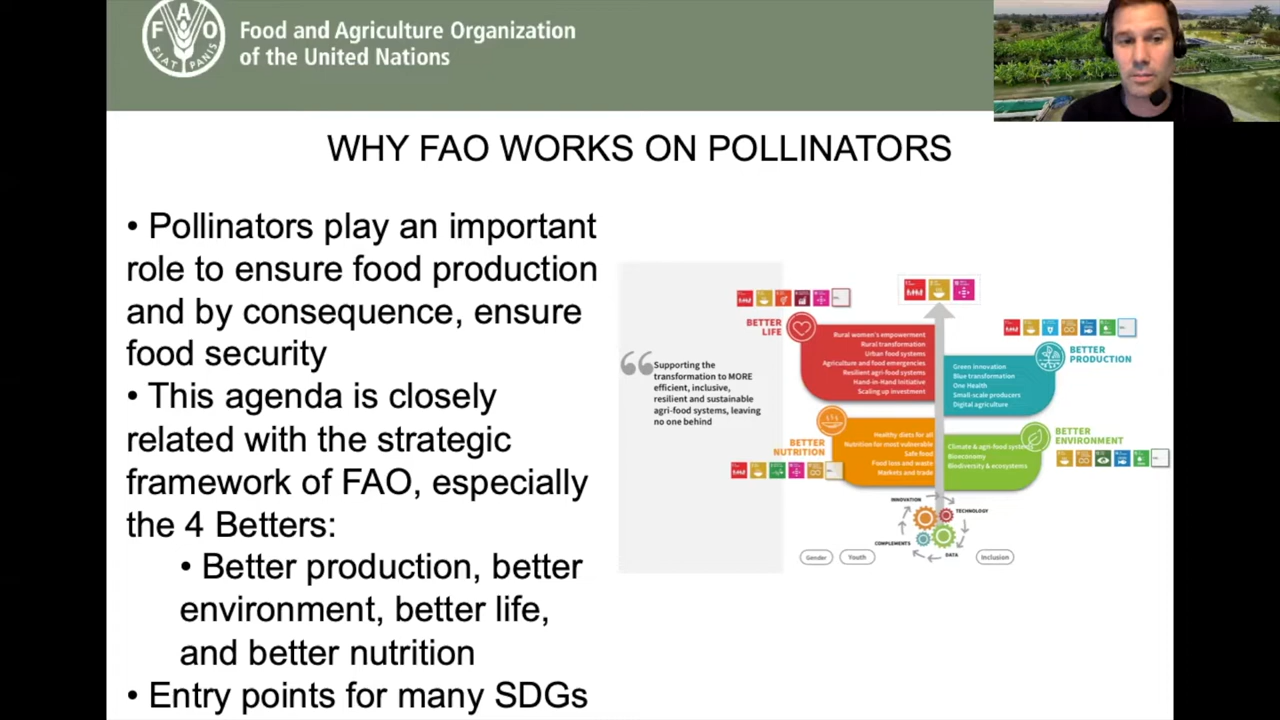 FAO
FIAT PANIS
Food and Agriculture Organization
of the United Nations
WHY FAO WORKS ON POLLINATORS
• Pollinators play an important
role to ensure food production
and by consequence, ensure
food security
• This agenda is closely
related with the strategic
framework of FAO, especially
the 4 Betters:
• Better production, better
environment, better life,
and better nutrition
• Entry points for many SDGs
Supporting the
transformation to MORE
efficient, inclusive,
resilient and sustainable
agri-food systems, leaving
no one behind
BETTER
LIFE
Rural women's empowerment
Rural transformation
Urban food systems
Agriculture and food emergencies
Resilient agri-food systems
Hand-in-Hand Initiative
Scaling up investment
BETTER
PRODUCTION
Green innovation
Blue transformation
One Health
Small-scale producers
Digital agriculture
BETTER
NUTRITION
Healthy diets for all
Nutrition for most vulnerable
Safe food
Food loss and waste
Markets and trade
BETTER
ENVIRONMENT
Climate & agri-food systems
Bioeconomy
Biodiversity & ecosystems
INNOVATION
TECHNOLOGY
COMPLEMENTS
DATA
Gender
Youth
Inclusion